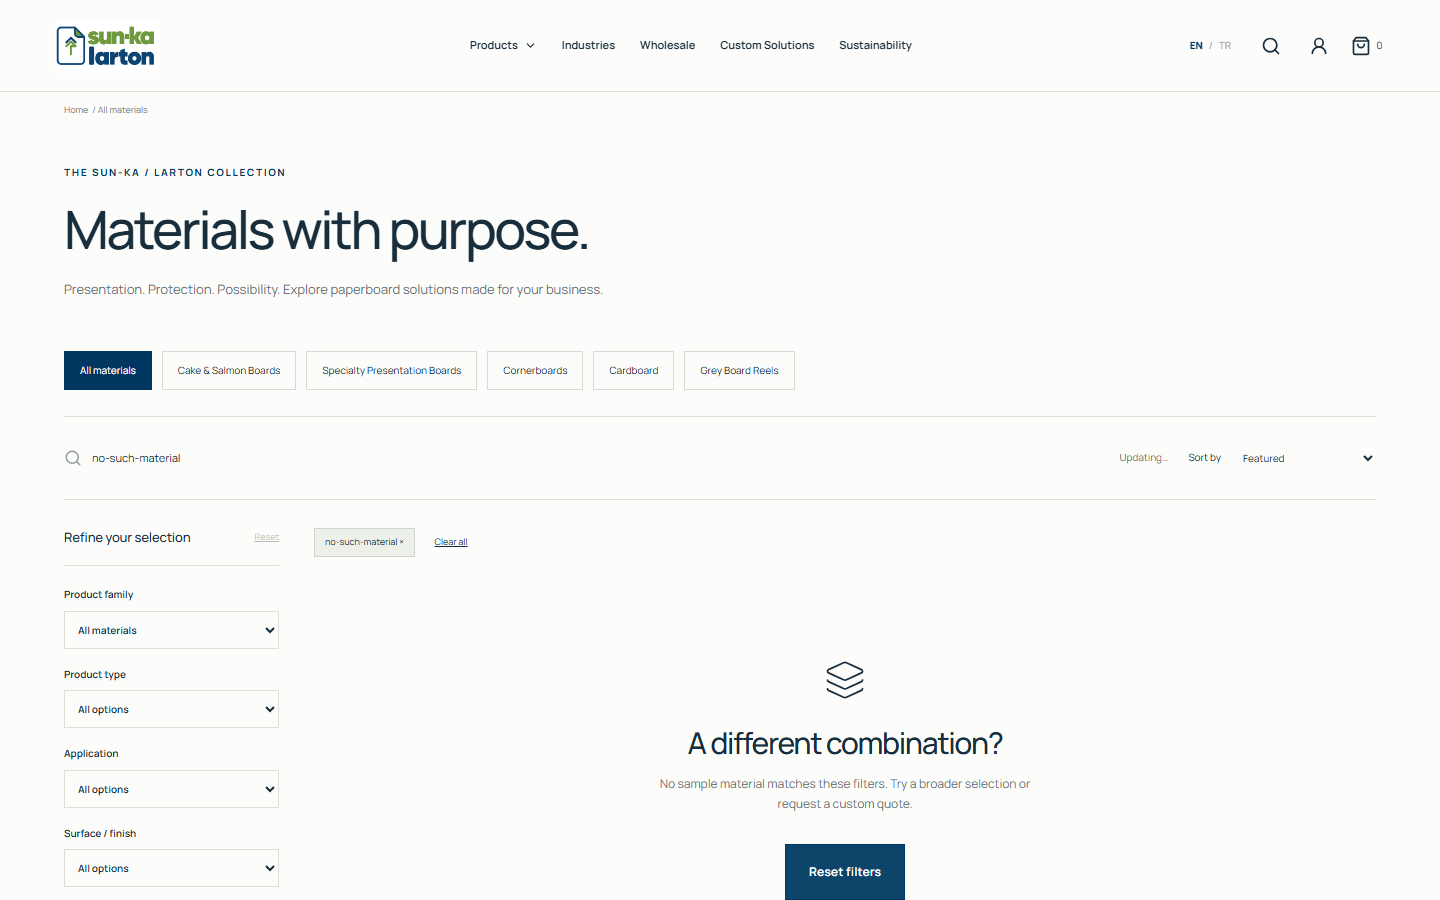 sun-ka
larton
Products
Industries
Wholesale
Custom Solutions
Sustainability
EN / TR
0
Home / All materials
THE SUN-KA / LARTON COLLECTION
Materials with purpose.
Presentation. Protection. Possibility. Explore paperboard solutions made for your business.
All materials
Cake & Salmon Boards
Specialty Presentation Boards
Cornerboards
Cardboard
Grey Board Reels
no-such-material
Updating…
Sort by
Featured
Refine your selection
Reset
no-such-material ×
Clear all
Product family
All materials
Product type
All options
Application
All options
Surface / finish
All options
A different combination?
No sample material matches these filters. Try a broader selection or
request a custom quote.
Reset filters